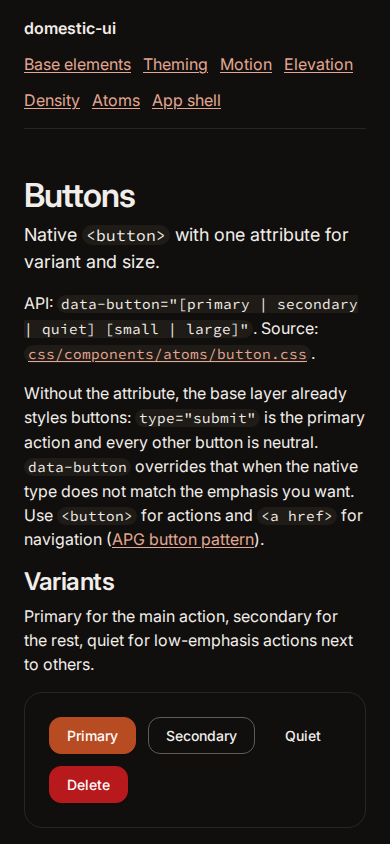 domestic-ui
Base elements Theming Motion Elevation
Density Atoms App shell
Buttons
Native <button> with one attribute for
variant and size.
API: data-button="[primary | secondary
| quiet] [small | large]" . Source:
css/components/atoms/button.css .
Without the attribute, the base layer already
styles buttons: type="submit" is the primary
action and every other button is neutral.
data-button overrides that when the native
type does not match the emphasis you want.
Use <button> for actions and <a href> for
navigation (APG button pattern).
Variants
Primary for the main action, secondary for
the rest, quiet for low-emphasis actions next
to others.
Primary Secondary Quiet
Delete